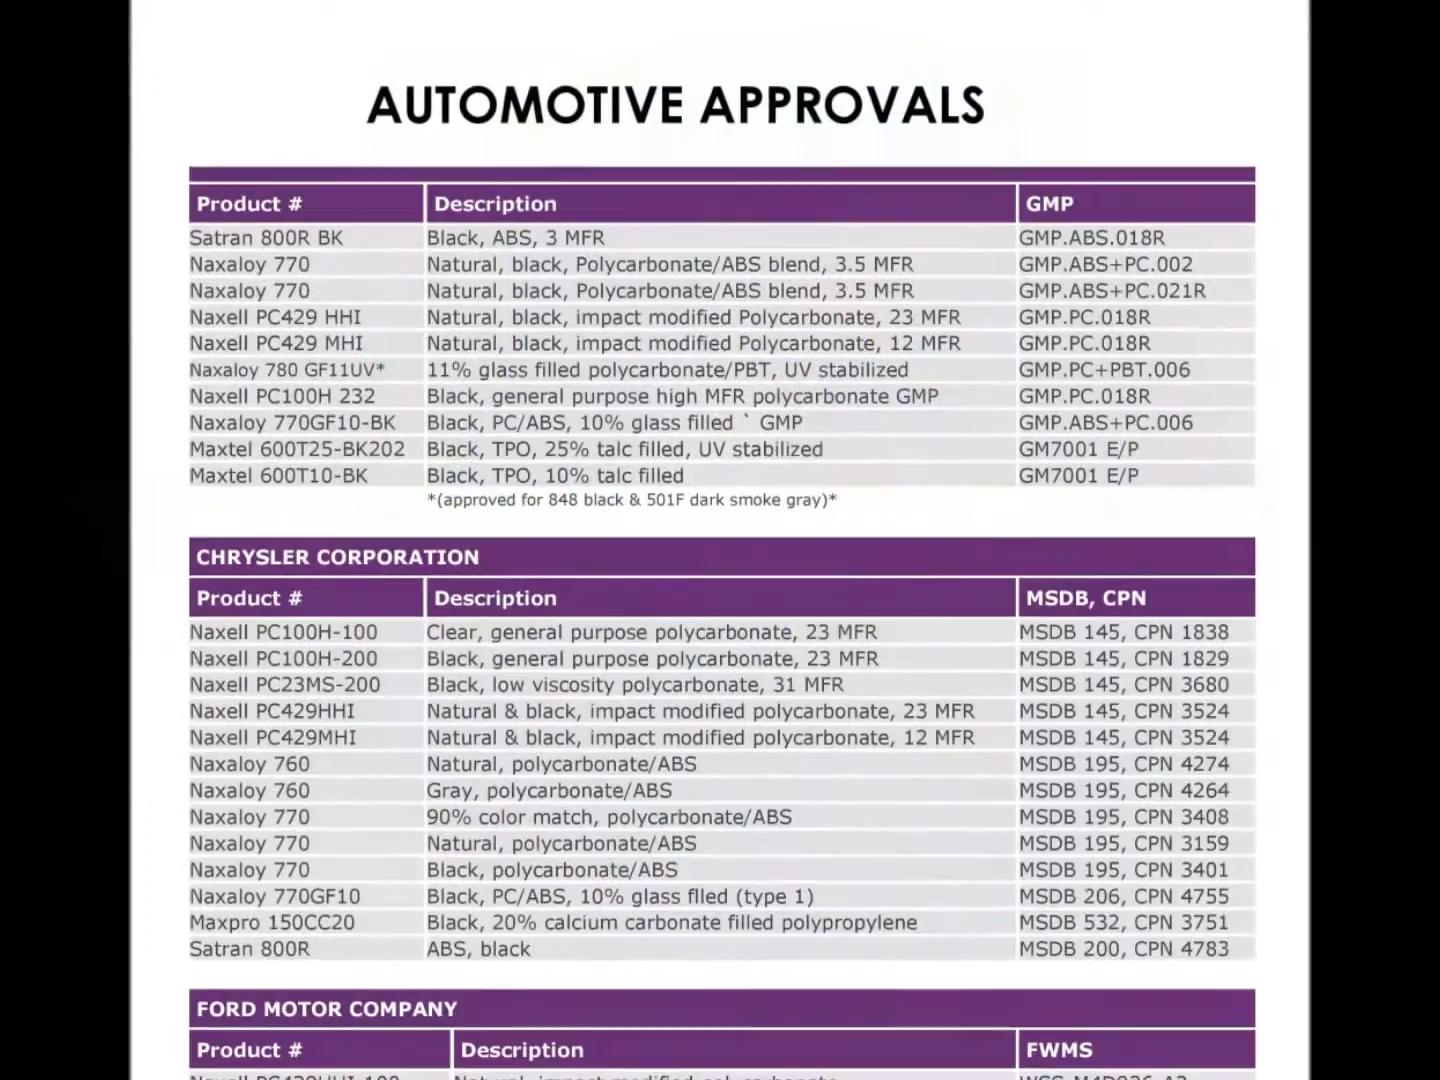 AUTOMOTIVE APPROVALS
Product # Description GMP
Satran 800R BK Black, ABS, 3 MFR GMP.ABS.018R
Naxaloy 770 Natural, black, Polycarbonate/ABS blend, 3.5 MFR GMP.ABS+PC.002
Naxaloy 770 Natural, black, Polycarbonate/ABS blend, 3.5 MFR GMP.ABS+PC.021R
Naxell PC429 HHI Natural, black, impact modified Polycarbonate, 23 MFR GMP.PC.018R
Naxell PC429 MHI Natural, black, impact modified Polycarbonate, 12 MFR GMP.PC.018R
Naxaloy 780 GF11UV* 11% glass filled polycarbonate/PBT, UV stabilized GMP.PC+PBT.006
Naxell PC100H 232 Black, general purpose high MFR polycarbonate GMP GMP.PC.018R
Naxaloy 770GF10-BK Black, PC/ABS, 10% glass filled ` GMP GMP.ABS+PC.006
Maxtel 600T25-BK202 Black, TPO, 25% talc filled, UV stabilized GM7001 E/P
Maxtel 600T10-BK Black, TPO, 10% talc filled GM7001 E/P
*(approved for 848 black & 501F dark smoke gray)*
CHRYSLER CORPORATION
Product # Description MSDB, CPN
Naxell PC100H-100 Clear, general purpose polycarbonate, 23 MFR MSDB 145, CPN 1838
Naxell PC100H-200 Black, general purpose polycarbonate, 23 MFR MSDB 145, CPN 1829
Naxell PC23MS-200 Black, low viscosity polycarbonate, 31 MFR MSDB 145, CPN 3680
Naxell PC429HHI Natural & black, impact modified polycarbonate, 23 MFR MSDB 145, CPN 3524
Naxell PC429MHI Natural & black, impact modified polycarbonate, 12 MFR MSDB 145, CPN 3524
Naxaloy 760 Natural, polycarbonate/ABS MSDB 195, CPN 4274
Naxaloy 760 Gray, polycarbonate/ABS MSDB 195, CPN 4264
Naxaloy 770 90% color match, polycarbonate/ABS MSDB 195, CPN 3408
Naxaloy 770 Natural, polycarbonate/ABS MSDB 195, CPN 3159
Naxaloy 770 Black, polycarbonate/ABS MSDB 195, CPN 3401
Naxaloy 770GF10 Black, PC/ABS, 10% glass flled (type 1) MSDB 206, CPN 4755
Maxpro 150CC20 Black, 20% calcium carbonate filled polypropylene MSDB 532, CPN 3751
Satran 800R ABS, black MSDB 200, CPN 4783
FORD MOTOR COMPANY
Product # Description FWMS